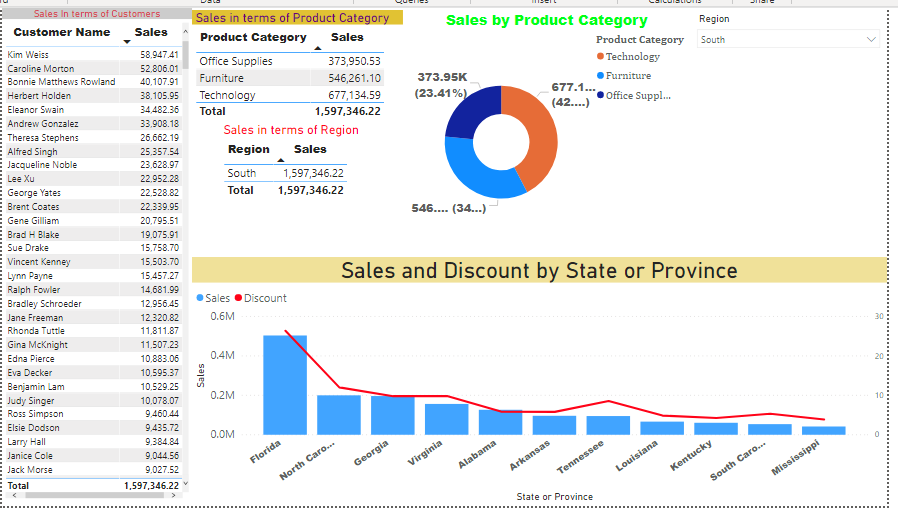 Data
Queries
Insert
Calculations
Share
Sales In terms of Customers
Customer Name Sales
Kim Weiss 58,947.41
Caroline Morton 52,806.01
Bonnie Matthews Rowland 40,107.91
Herbert Holden 38,105.95
Eleanor Swain 34,482.36
Andrew Gonzalez 33,908.18
Theresa Stephens 26,662.19
Alfred Singh 25,357.54
Jacqueline Noble 23,628.97
Lee Xu 22,952.28
George Yates 22,528.82
Brent Coates 22,339.95
Gene Gilliam 20,795.51
Brad H Blake 19,075.91
Sue Drake 15,758.70
Vincent Kenney 15,503.70
Lynn Payne 15,457.27
Ralph Fowler 14,681.99
Bradley Schroeder 12,956.45
Jane Freeman 12,320.82
Rhonda Tuttle 11,811.87
Gina McKnight 11,507.23
Edna Pierce 10,883.06
Eva Decker 10,595.37
Benjamin Lam 10,529.25
Judy Singer 10,078.07
Ross Simpson 9,460.44
Elsie Dodson 9,435.72
Larry Hall 9,384.84
Janice Cole 9,044.56
Jack Morse 9,027.52
Total 1,597,346.22
Sales in terms of Product Category
Product Category Sales
Office Supplies 373,950.53
Furniture 546,261.10
Technology 677,134.59
Total 1,597,346.22
Sales in terms of Region
Region Sales
South 1,597,346.22
Total 1,597,346.22
Sales by Product Category
373.95K
(23.41%)
677.1...
(42....)
546.... (34...)
Product Category
Technology
Furniture
Office Suppl...
Region
South
Sales and Discount by State or Province
Sales Discount
0.6M
0.4M
0.2M
0.0M
Sales
30
20
10
0
Florida
North Caro...
Georgia
Virginia
Alabama
Arkansas
Tennessee
Louisiana
Kentucky
South Caro...
Mississippi
State or Province